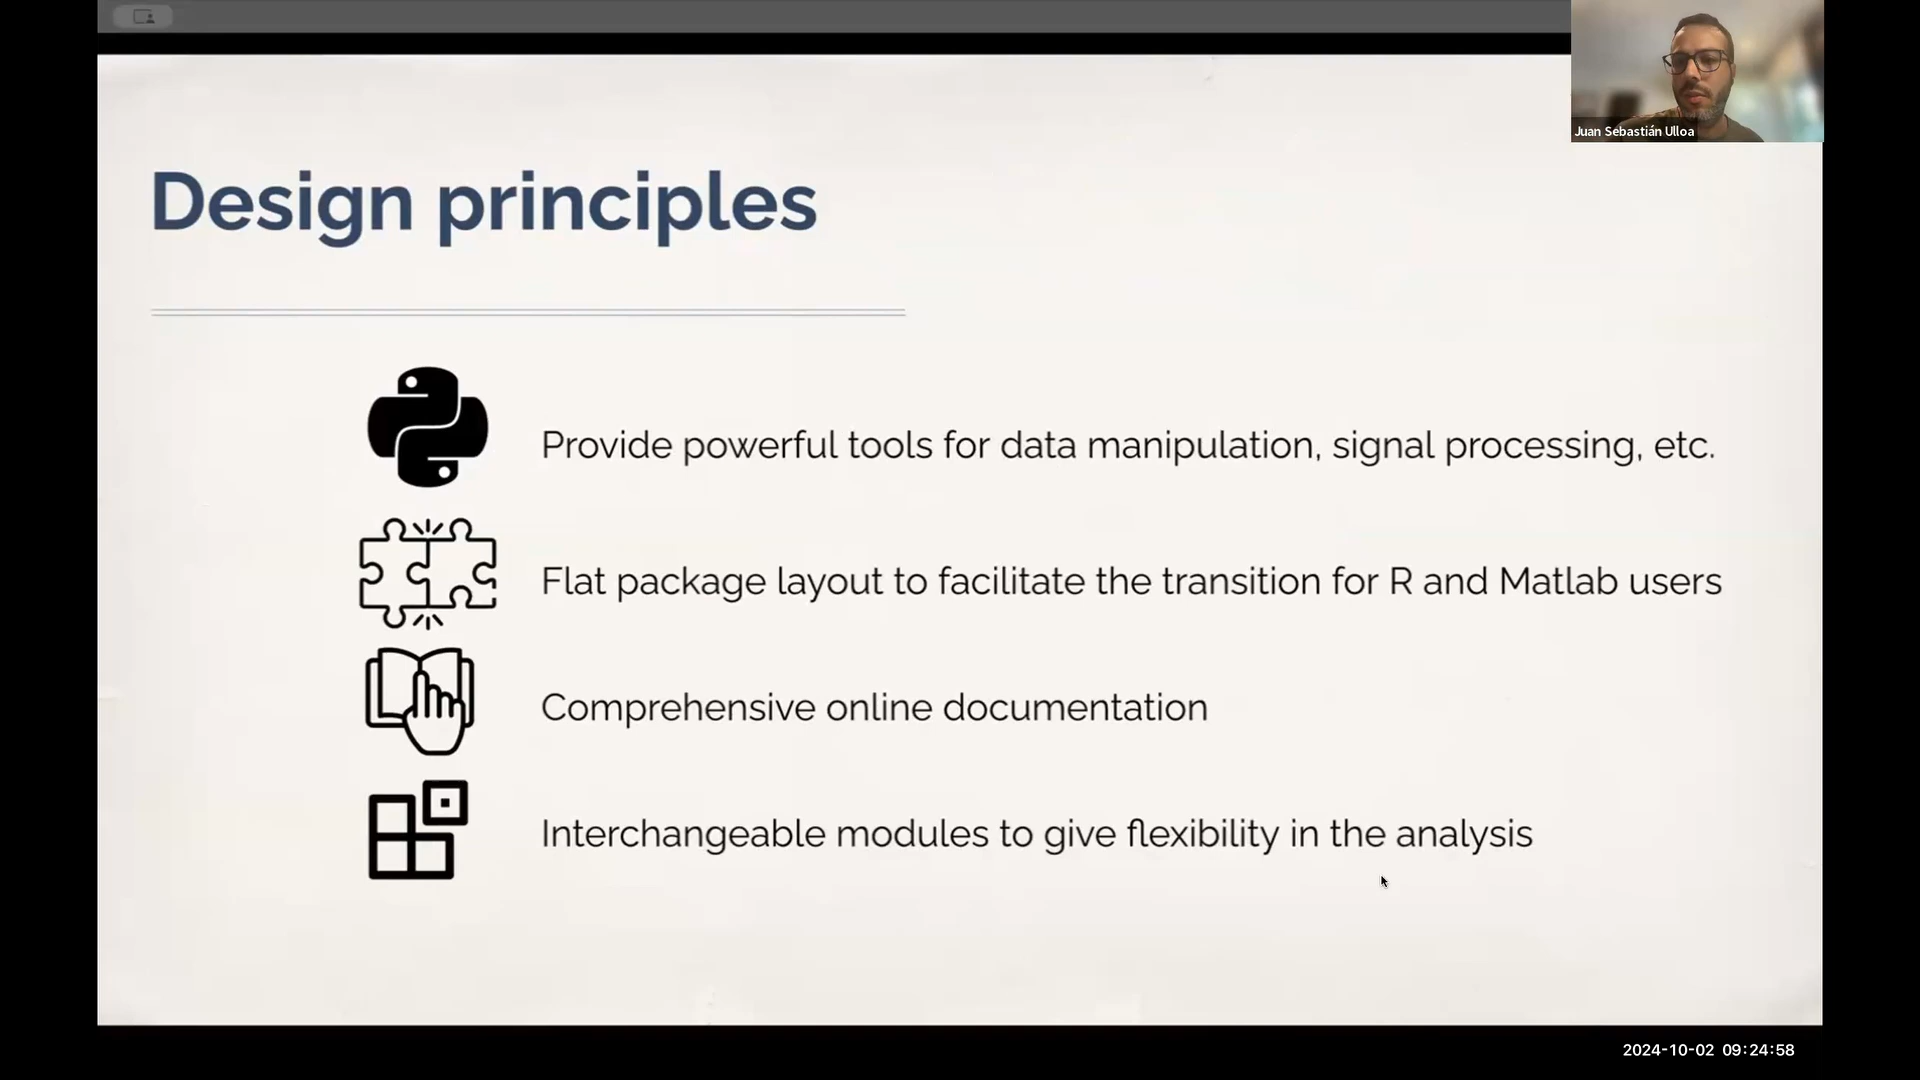 Juan Sebastián Ulloa
Design principles
Provide powerful tools for data manipulation, signal processing, etc.
Flat package layout to facilitate the transition for R and Matlab users
Comprehensive online documentation
Interchangeable modules to give flexibility in the analysis
2024-10-02 09:24:58